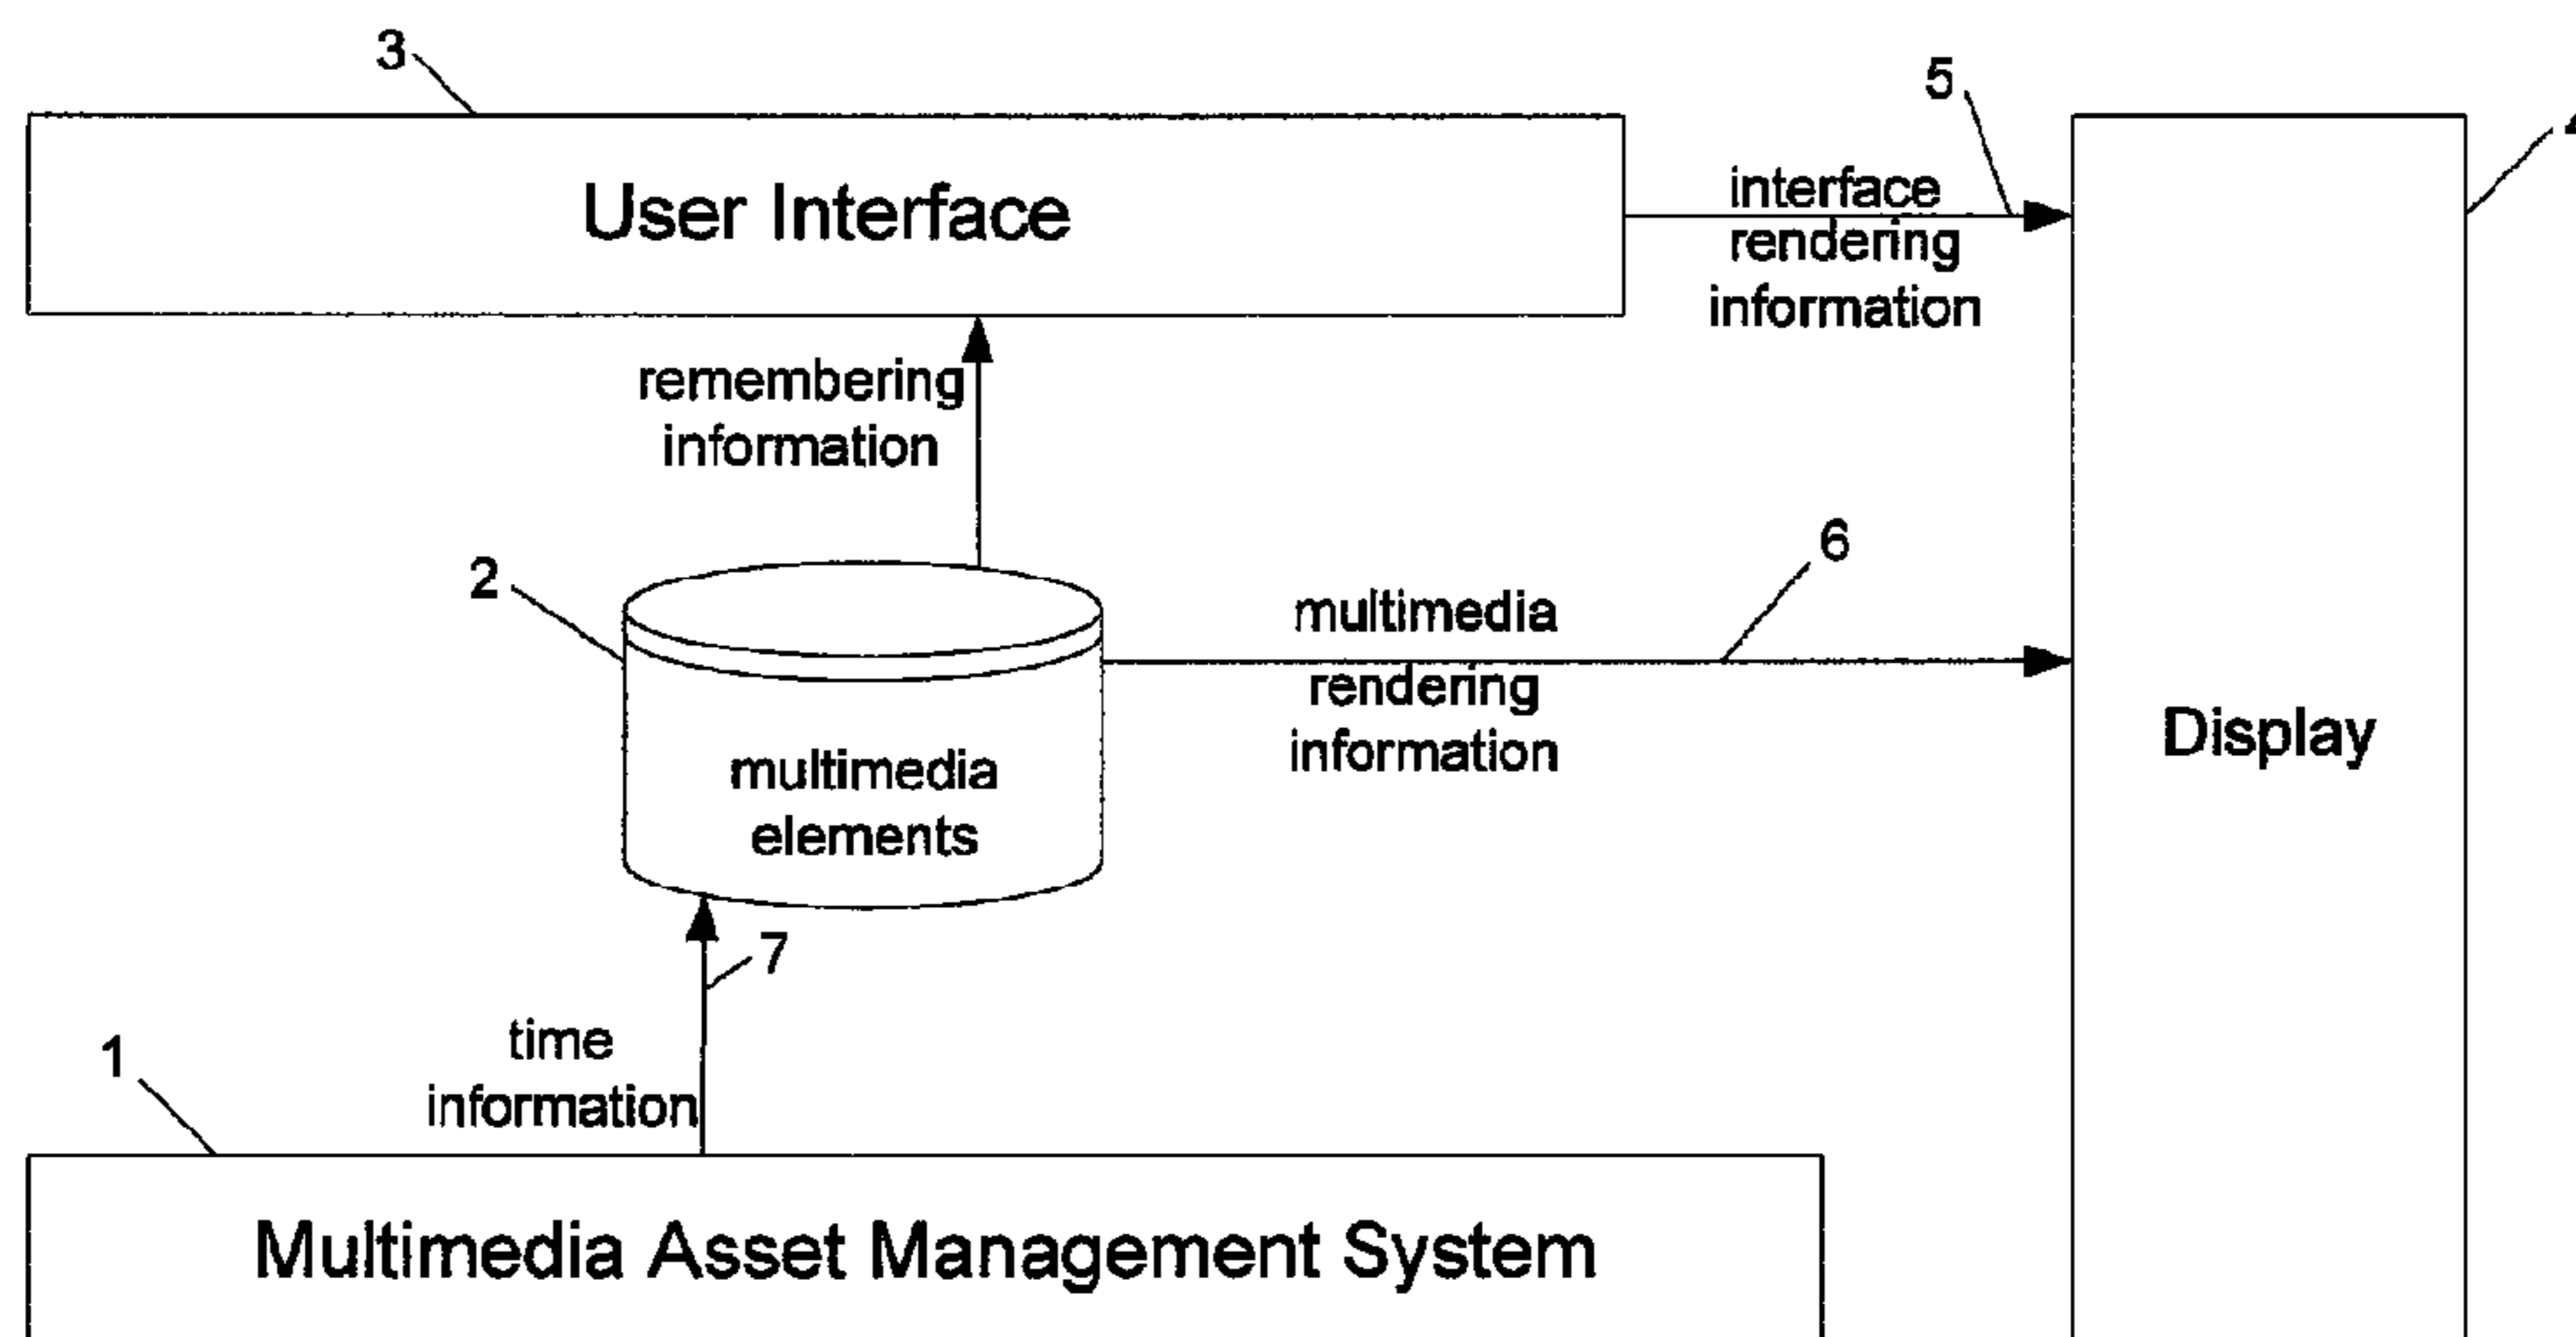 3
5
User Interface
interface
rendering
information
remembering
information
2
6
multimedia
rendering
information
Display
multimedia
elements
7
time
information
1
Multimedia Asset Management System